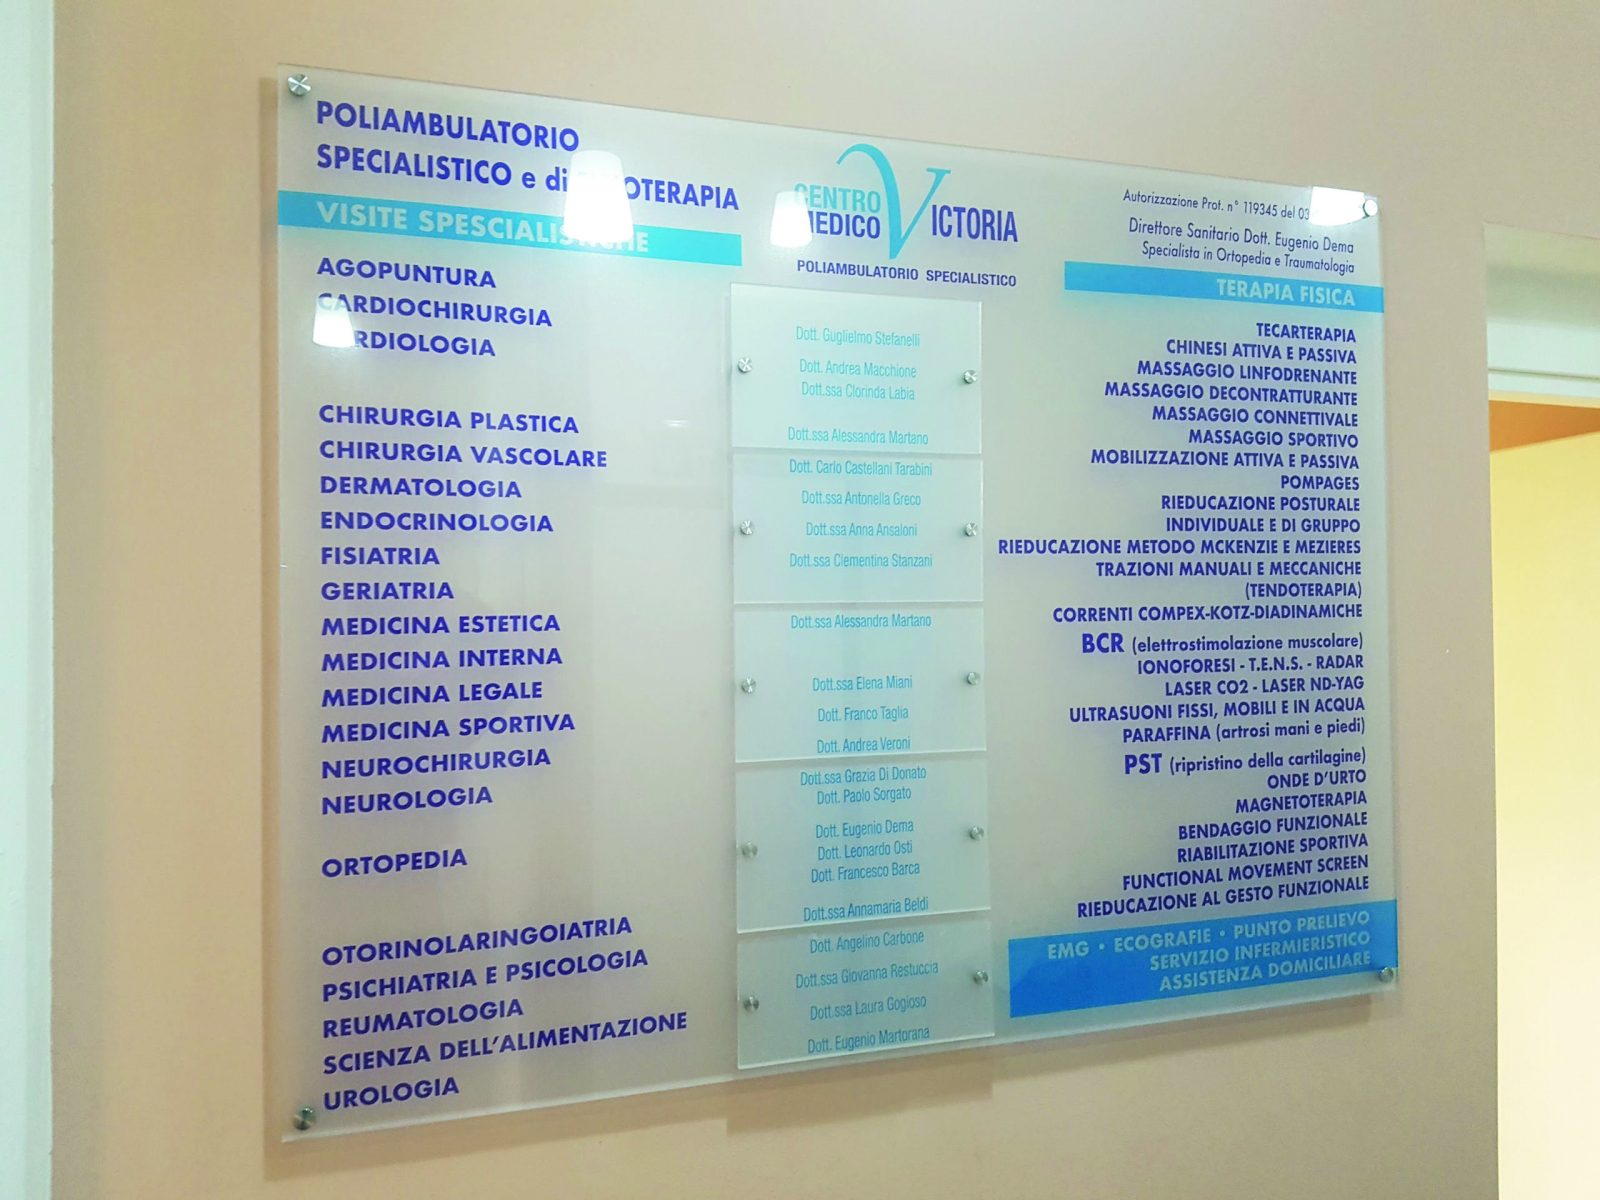 POLIAMBULATORIO
SPECIALISTICO e di
VISITE SPESCIALISTICHE
AGOPUNTURA
CARDIOCHIRURGIA
CARDIOLOGIA
CHIRURGIA PLASTICA
CHIRURGIA VASCOLARE
DERMATOLOGIA
ENDOCRINOLOGIA
FISIATRIA
GERIATRIA
MEDICINA ESTETICA
MEDICINA INTERNA
MEDICINA LEGALE
MEDICINA SPORTIVA
NEUROCHIRURGIA
NEUROLOGIA
ORTOPEDIA
OTORINOLARINGOIATRIA
PSICHIATRIA E PSICOLOGIA
REUMATOLOGIA
SCIENZA DELL'ALIMENTAZIONE
UROLOGIA
CENTRO
MEDICO VICTORIA
POLIAMBULATORIO SPECIALISTICO
Dott. Guglielmo Stefanelli
Dott. Andrea Macchione
Dott.ssa Clorinda Labia
Dott.ssa Alessandra Martano
Dott. Carlo Castellani Tarabini
Dott.ssa Antonella Greco
Dott.ssa Anna Ansaloni
Dott.ssa Clementina Stanzani
Dott.ssa Alessandra Martano
Dott.ssa Elena Miani
Dott. Franco Taglia
Dott. Andrea Veroni
Dott.ssa Grazia Di Donato
Dott. Paolo Sorgato
Dott. Eugenio Dema
Dott. Leonardo Osti
Dott. Francesco Barca
Dott.ssa Annamaria Beldi
Dott. Angelino Carbone
Dott.ssa Giovanna Restuccia
Dott.ssa Laura Gogioso
Dott. Eugenio Martorana
Autorizzazione Prot. n° 119345 del
Direttore Sanitario Dott. Eugenio Dema
Specialista in Ortopedia e Traumatologia
TERAPIA FISICA
TECARTERAPIA
CHINESI ATTIVA E PASSIVA
MASSAGGIO LINFODRENANTE
MASSAGGIO DECONTRATTURANTE
MASSAGGIO CONNETTIVALE
MASSAGGIO SPORTIVO
MOBILIZZAZIONE ATTIVA E PASSIVA
POMPAGES
RIEDUCAZIONE POSTURALE
INDIVIDUALE E DI GRUPPO
RIEDUCAZIONE METODO MCKENZIE E MEZIERES
TRAZIONI MANUALI E MECCANICHE
(TENDOTERAPIA)
CORRENTI COMPEX-KOTZ-DIADINAMICHE
BCR (elettrostimolazione muscolare)
IONOFORESI - T.E.N.S. - RADAR
LASER CO2 - LASER ND-YAG
ULTRASUONI FISSI, MOBILI E IN ACQUA
PARAFFINA (artrosi mani e piedi)
PST (ripristino della cartilagine)
ONDE D'URTO
MAGNETOTERAPIA
BENDAGGIO FUNZIONALE
RIABILITAZIONE SPORTIVA
FUNCTIONAL MOVEMENT SCREEN
RIEDUCAZIONE AL GESTO FUNZIONALE
EMG • ECOGRAFIE • PUNTO PRELIEVO
SERVIZIO INFERMIERISTICO
ASSISTENZA DOMICILIARE